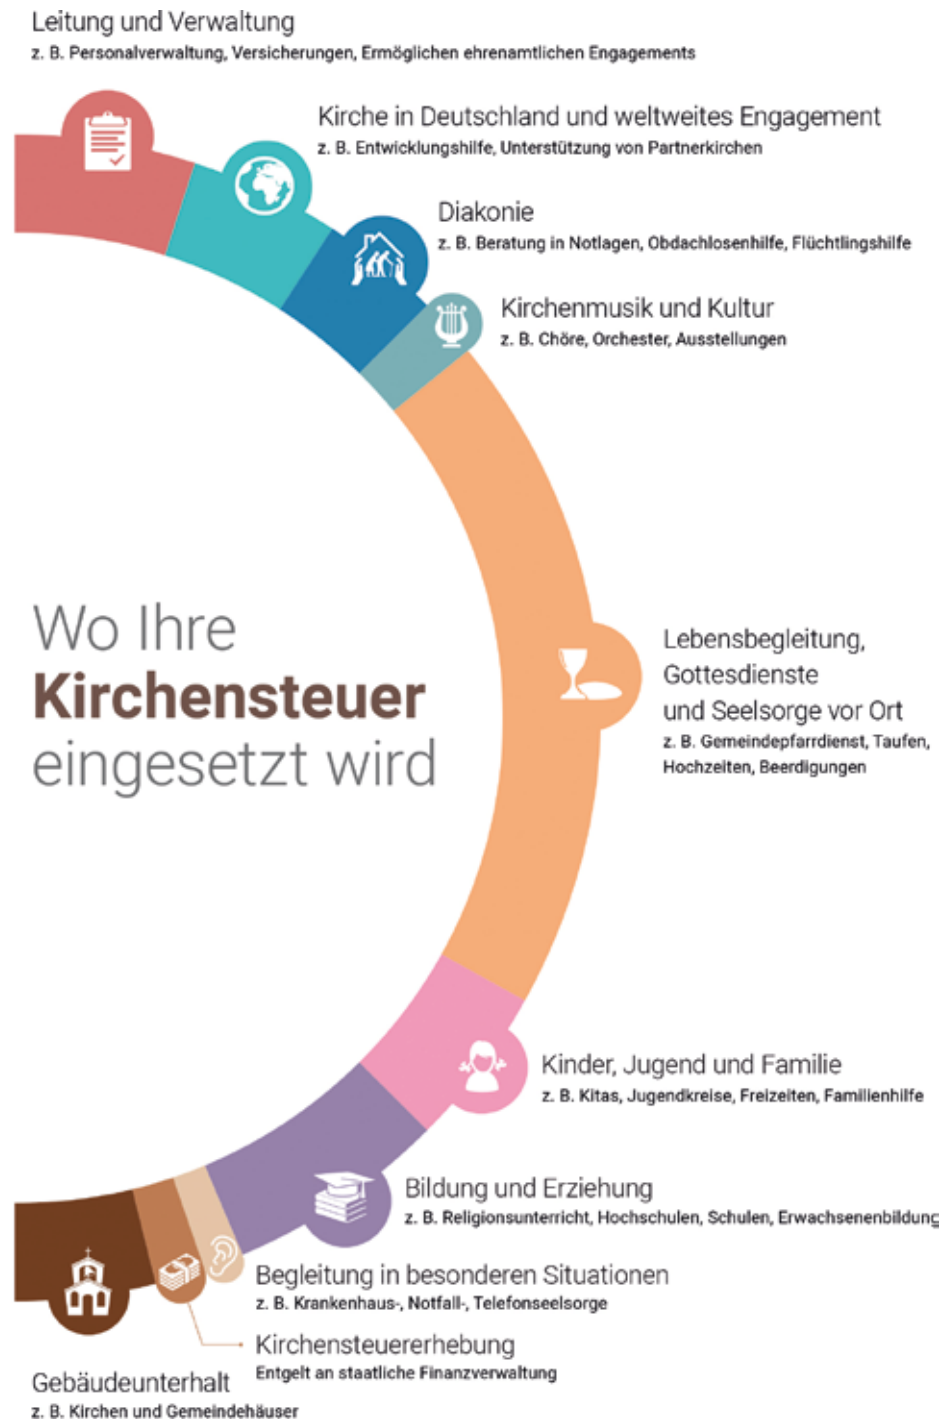 Leitung und Verwaltung
z. B. Personalverwaltung, Versicherungen, Ermöglichen ehrenamtlichen Engagements
Kirche in Deutschland und weltweites Engagement
z. B. Entwicklungshilfe, Unterstützung von Partnerkirchen
Diakonie
z. B. Beratung in Notlagen, Obdachlosenhilfe, Flüchtlingshilfe
Kirchenmusik und Kultur
z. B. Chöre, Orchester, Ausstellungen
Wo Ihre
Kirchensteuer
eingesetzt wird
Lebensbegleitung,
Gottesdienste
und Seelsorge vor Ort
z. B. Gemeindepfarrdienst, Taufen,
Hochzeiten, Beerdigungen
Kinder, Jugend und Familie
z. B. Kitas, Jugendkreise, Freizeiten, Familienhilfe
Bildung und Erziehung
z. B. Religionsunterricht, Hochschulen, Schulen, Erwachsenenbildung
Begleitung in besonderen Situationen
z. B. Krankenhaus-, Notfall-, Telefonseelsorge
Kirchensteuererhebung
Entgelt an staatliche Finanzverwaltung
Gebäudeunterhalt
z. B. Kirchen und Gemeindehäuser